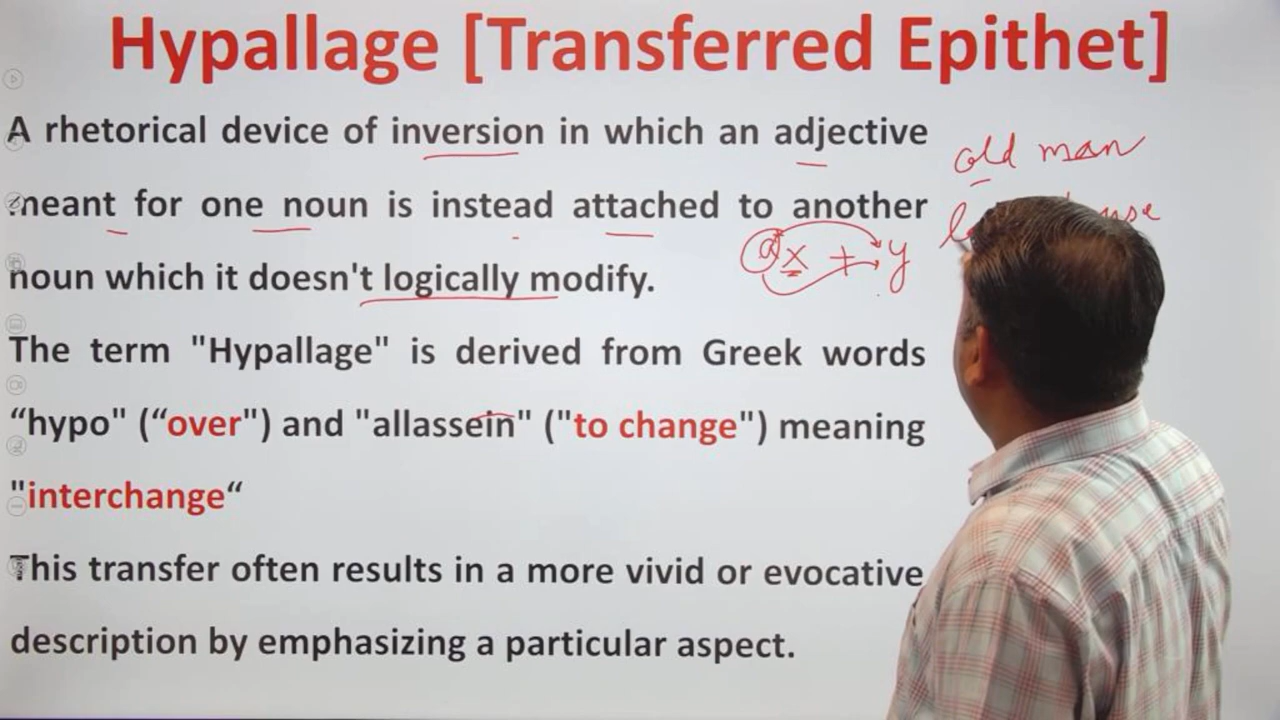 Hypallage [Transferred Epithet]
A rhetorical device of inversion in which an adjective
meant for one noun is instead attached to another
noun which it doesn't logically modify.
The term "Hypallage" is derived from Greek words
“hypo" (“over") and "allassein" ("to change") meaning
"interchange“
This transfer often results in a more vivid or evocative
description by emphasizing a particular aspect.
old man
a x + y